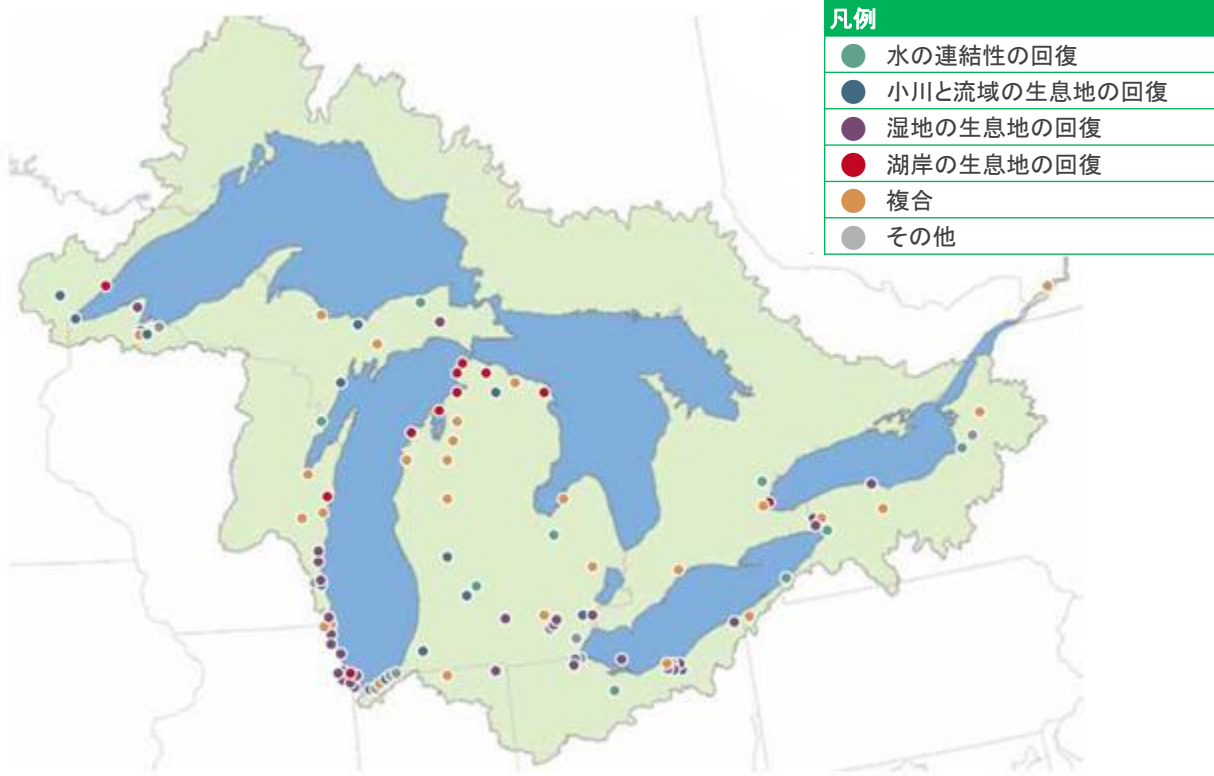 凡例
水の連結性の回復
小川と流域の生息地の回復
湿地の生息地の回復
湖岸の生息地の回復
複合
その他